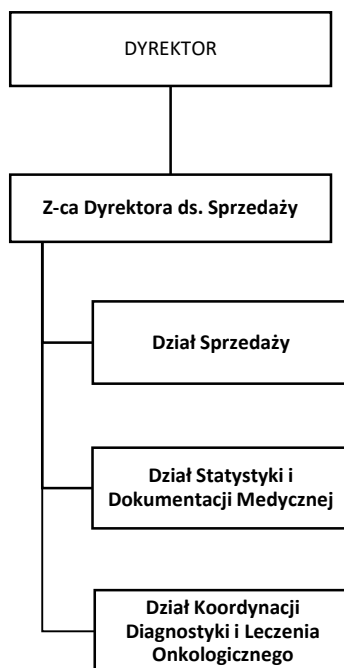 DYREKTOR
Z-ca Dyrektora ds. Sprzedaży
Dział Sprzedaży
Dział Statystyki i
Dokumentacji Medycznej
Dział Koordynacji
Diagnostyki i Leczenia
Onkologicznego